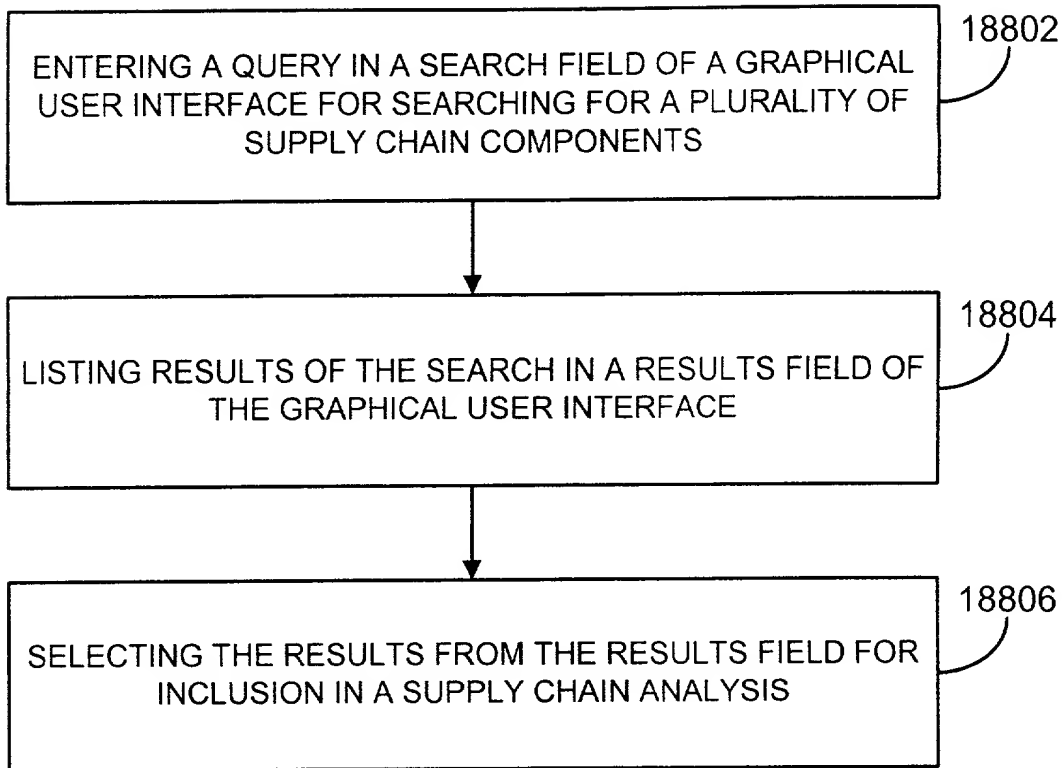 18802
ENTERING A QUERY IN A SEARCH FIELD OF A GRAPHICAL
USER INTERFACE FOR SEARCHING FOR A PLURALITY OF
SUPPLY CHAIN COMPONENTS
18804
LISTING RESULTS OF THE SEARCH IN A RESULTS FIELD OF
THE GRAPHICAL USER INTERFACE
18806
SELECTING THE RESULTS FROM THE RESULTS FIELD FOR
INCLUSION IN A SUPPLY CHAIN ANALYSIS